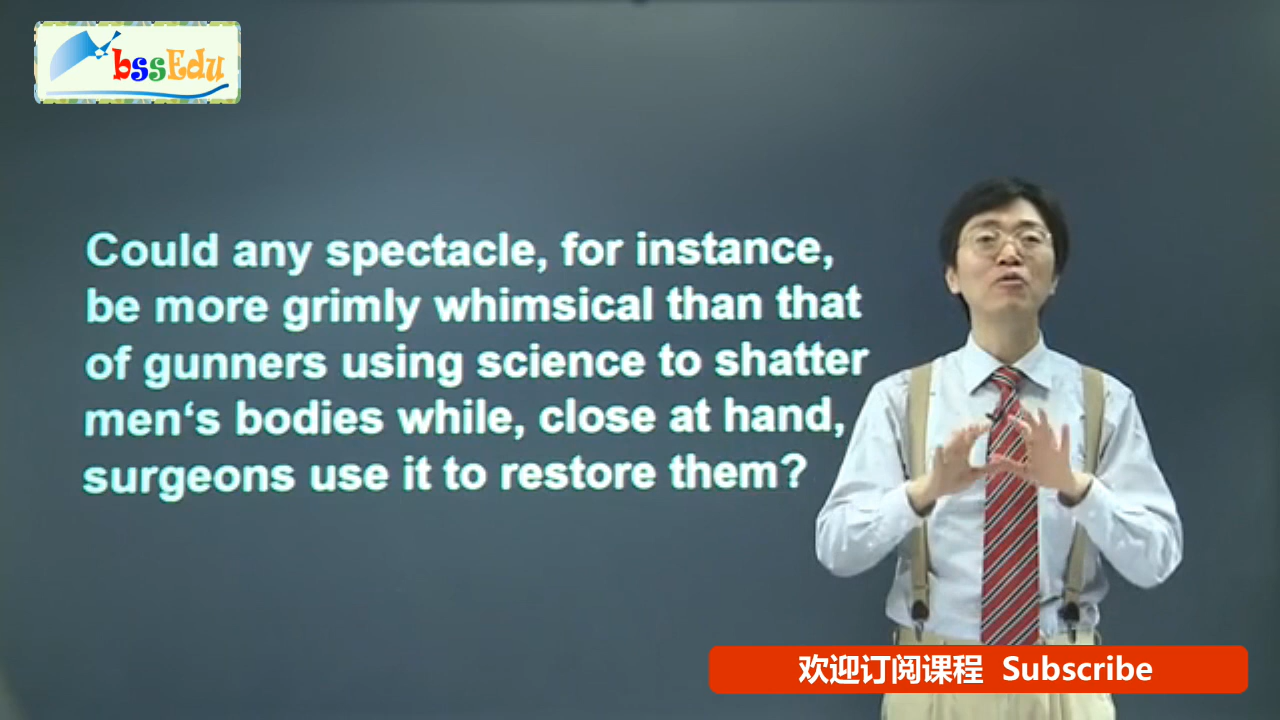 bssEdu
Could any spectacle, for instance,
be more grimly whimsical than that
of gunners using science to shatter
men‘s bodies while, close at hand,
surgeons use it to restore them?
欢迎订阅课程 Subscribe